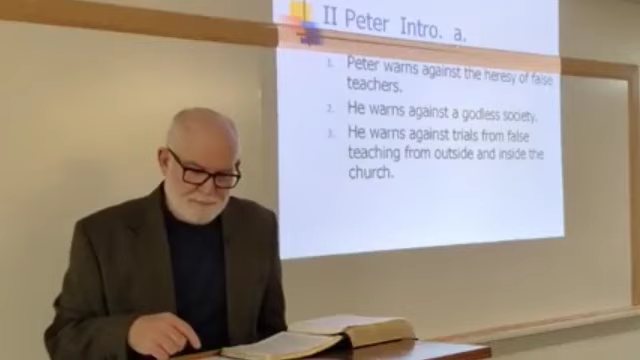 II Peter Intro. a.
1. Peter warns against the heresy of false
teachers.
2. He warns against a godless society.
3. He warns against trials from false
teaching from outside and inside the
church.